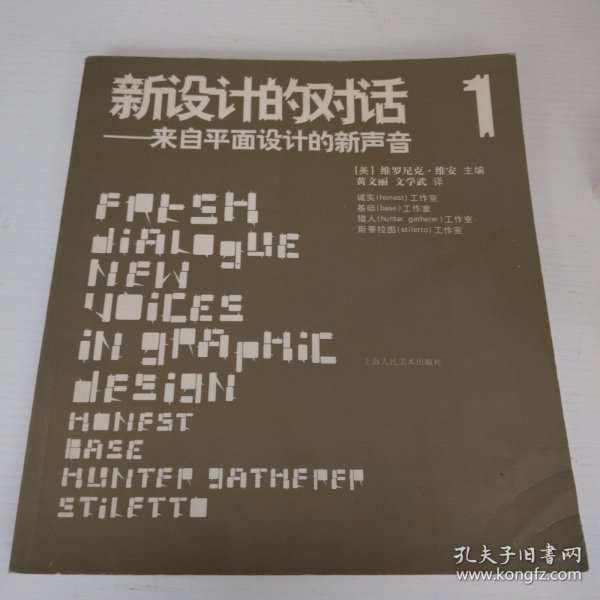 新设计的对话 1
——来自平面设计的新声音
[美] 维罗尼克·维安 主编
黄文丽 文学武 译
诚实(honest)工作室
基础(base)工作室
猎人(hunter gatherer)工作室
斯蒂拉图(stiletto)工作室
FRESH
diALogUE
NEW
VOiCES
iN gRAPHiC
dESigN
HONEST
BASE
HUNTER gATHERER
STiLETTO
上海人民美术出版社
孔夫子旧书网
www.kongfz.com